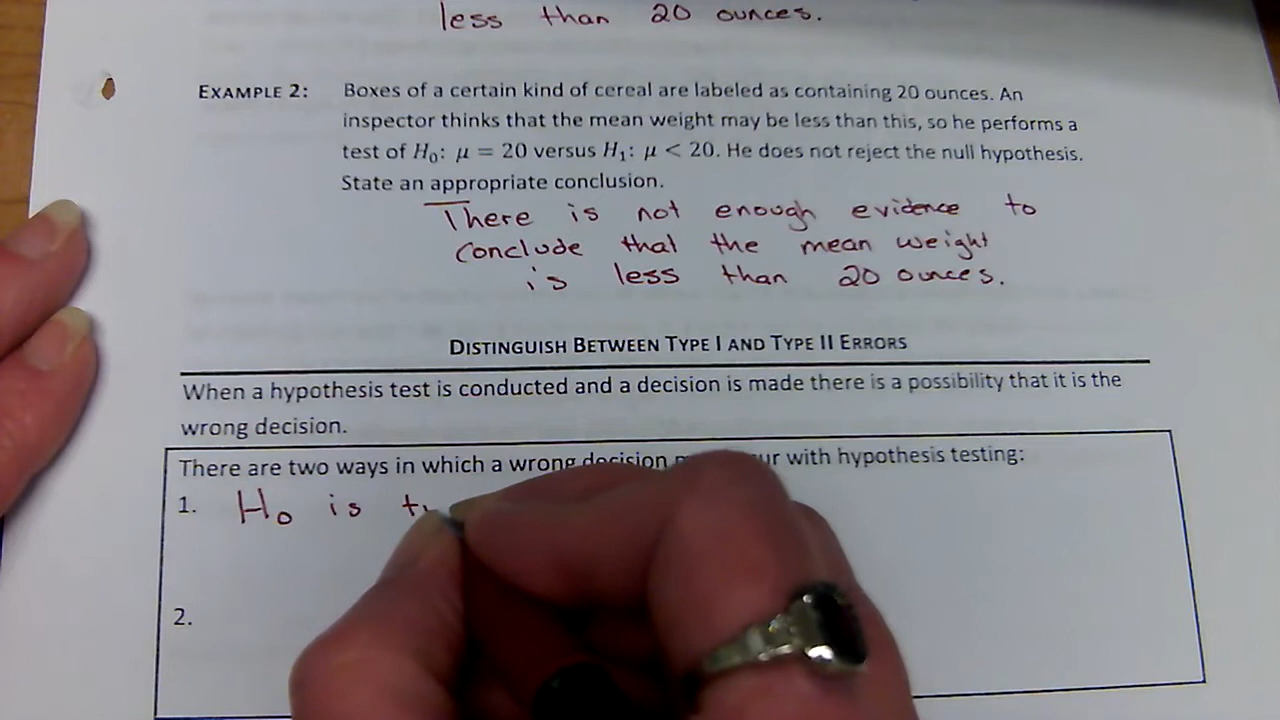 less than 20 ounces.
EXAMPLE 2: Boxes of a certain kind of cereal are labeled as containing 20 ounces. An
inspector thinks that the mean weight may be less than this, so he performs a
test of H₀: μ = 20 versus H₁: μ < 20. He does not reject the null hypothesis.
State an appropriate conclusion.
There is not enough evidence to
conclude that the mean weight
is less than 20 ounces.
DISTINGUISH BETWEEN TYPE I AND TYPE II ERRORS
When a hypothesis test is conducted and a decision is made there is a possibility that it is the
wrong decision.
There are two ways in which a wrong decision with hypothesis testing:
1. H₀ is
2.